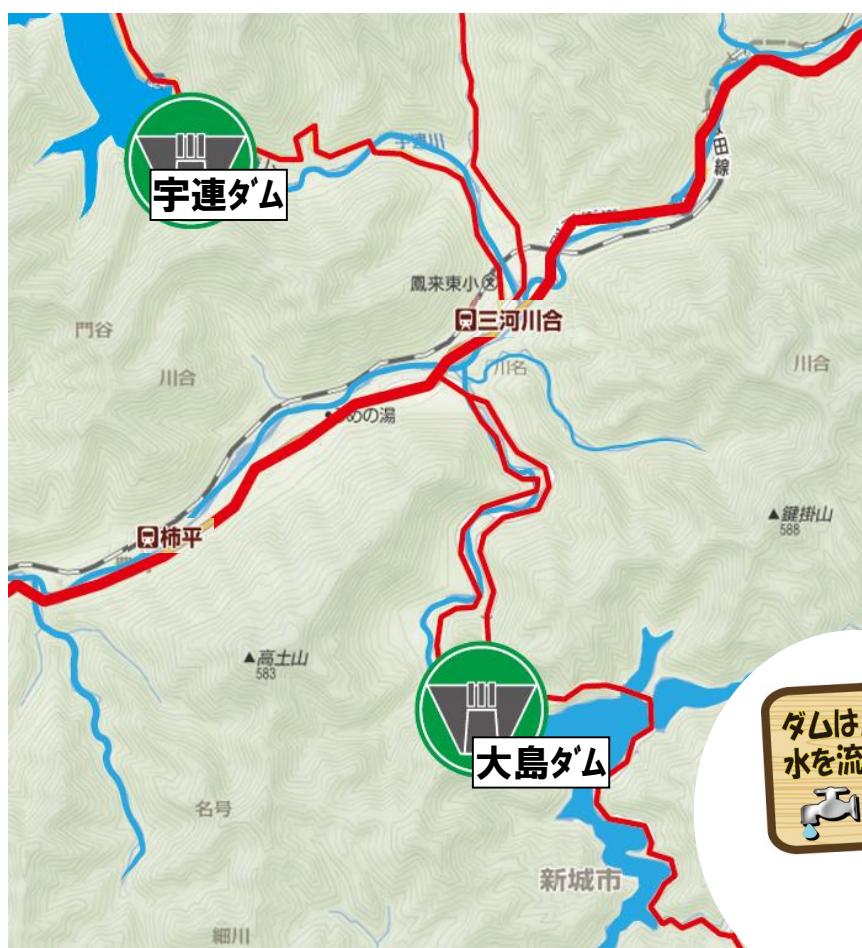 宇連川
田線
宇連ダム
鳳来東小
三河川合
門谷
川合
川名
川合
めの湯
鍵掛山
588
柿平
高土山
583
大島ダム
ダムは
水を流
名号
新城市
細川